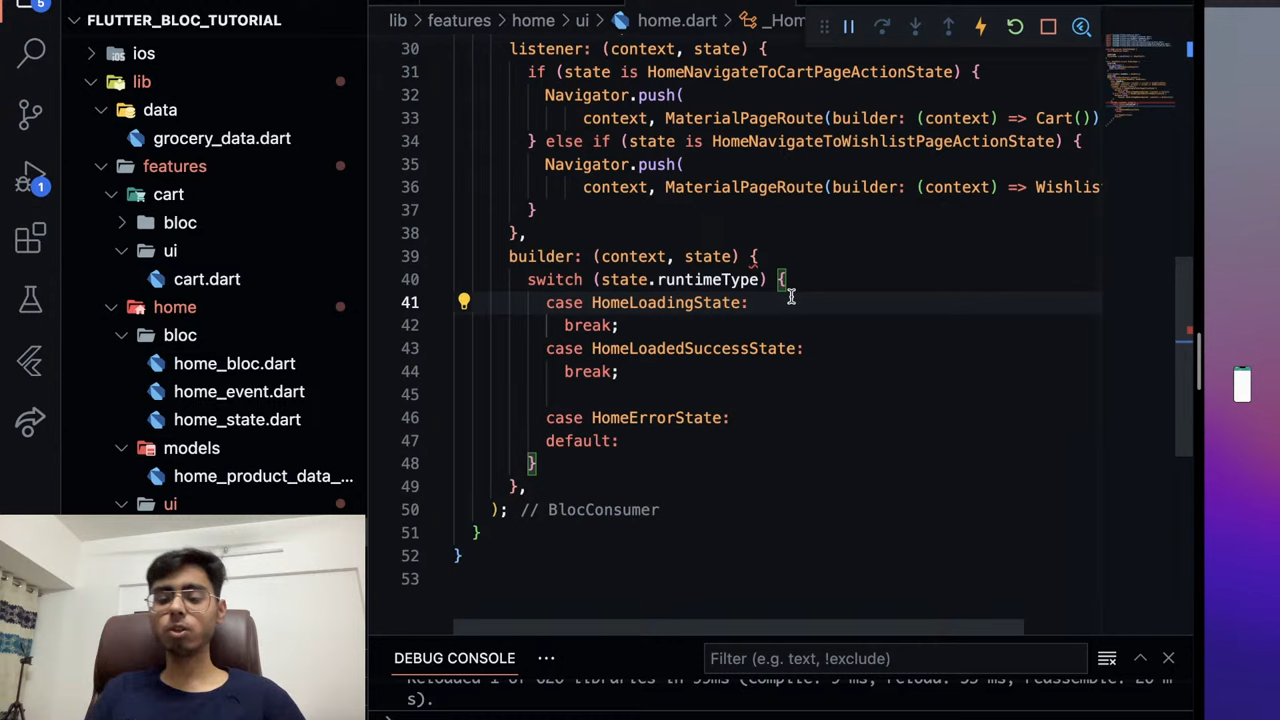 FLUTTER_BLOC_TUTORIAL
ios
lib
data
grocery_data.dart
features
cart
bloc
ui
cart.dart
home
bloc
home_bloc.dart
home_event.dart
home_state.dart
models
home_product_data_...
ui
1
lib > features > home > ui > home.dart > _Hom
30 listener: (context, state) {
31 if (state is HomeNavigateToCartPageActionState) {
32 Navigator.push(
33 context, MaterialPageRoute(builder: (context) => Cart())
34 } else if (state is HomeNavigateToWishlistPageActionState) {
35 Navigator.push(
36 context, MaterialPageRoute(builder: (context) => Wishlis
37 }
38 },
39 builder: (context, state) {
40 switch (state.runtimeType) {
41 case HomeLoadingState:
42 break;
43 case HomeLoadedSuccessState:
44 break;
45
46 case HomeErrorState:
47 default:
48 }
49 },
50 ); // BlocConsumer
51 }
52 }
53
DEBUG CONSOLE ...
Filter (e.g. text, !exclude)
s).